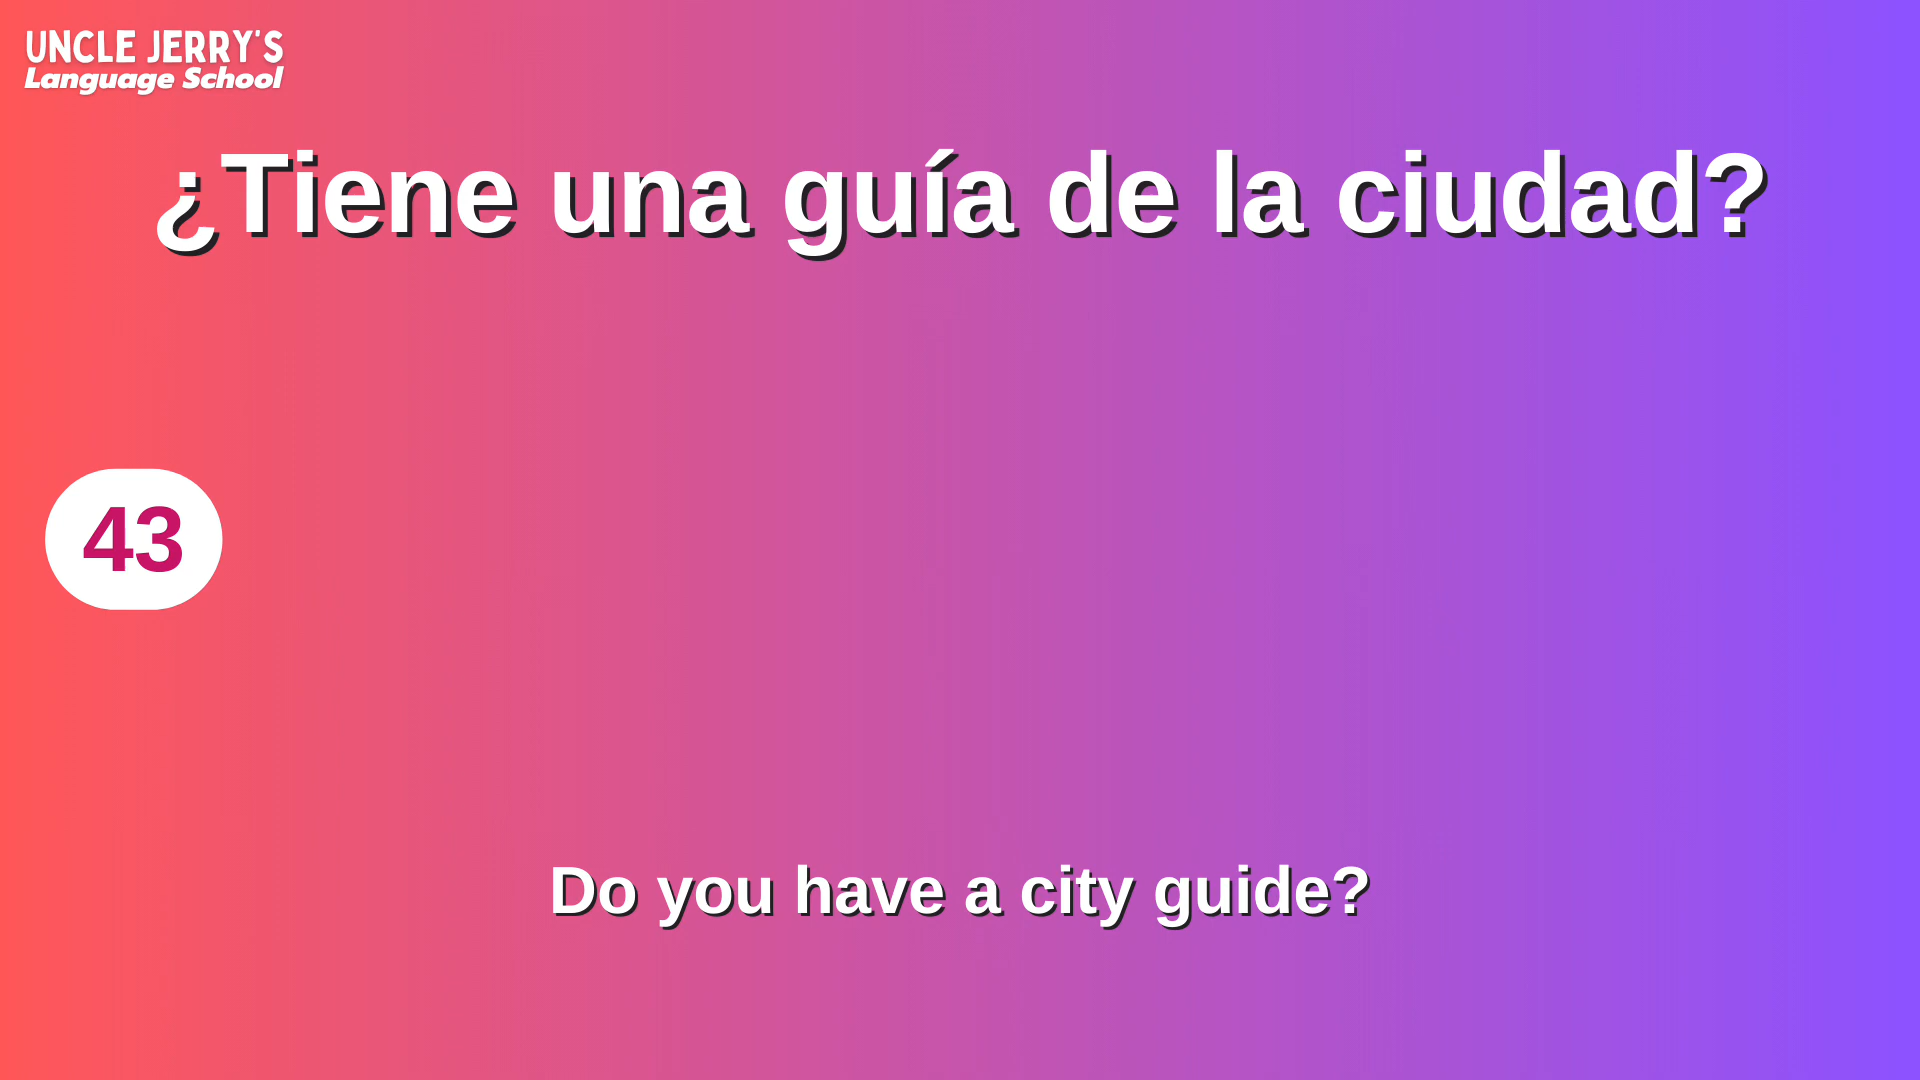 UNCLE JERRY'S
Language School
¿Tiene una guía de la ciudad?
43
Do you have a city guide?